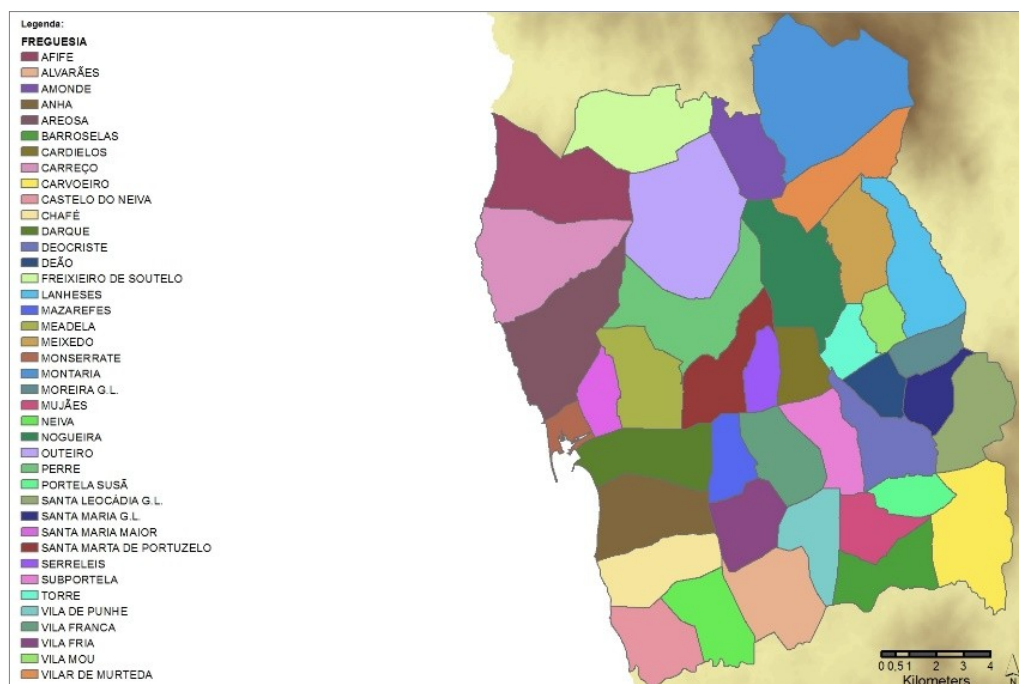 Legenda:
FREGUESIA
AFIFE
ALVARÃES
AMONDE
ANHA
AREOSA
BARROSELAS
CARDIELOS
CARREÇO
CARVOEIRO
CASTELO DO NEIVA
CHAFÉ
DARQUE
DEOCRISTE
DEÃO
FREIXIEIRO DE SOUTELO
LANHESES
MAZAREFES
MEADELA
MEIXEDO
MONSERRATE
MONTARIA
MOREIRA G.L.
MUJÃES
NEIVA
NOGUEIRA
OUTEIRO
PERRE
PORTELA SUSÃ
SANTA LEOCÁDIA G.L.
SANTA MARIA G.L.
SANTA MARIA MAIOR
SANTA MARTA DE PORTUZELO
SERRELEIS
SUBPORTELA
TORRE
VILA DE PUNHE
VILA FRANCA
VILA FRIA
VILA MOU
VILAR DE MURTEDA
0 0,5 1 2 3 4
Kilometers
N